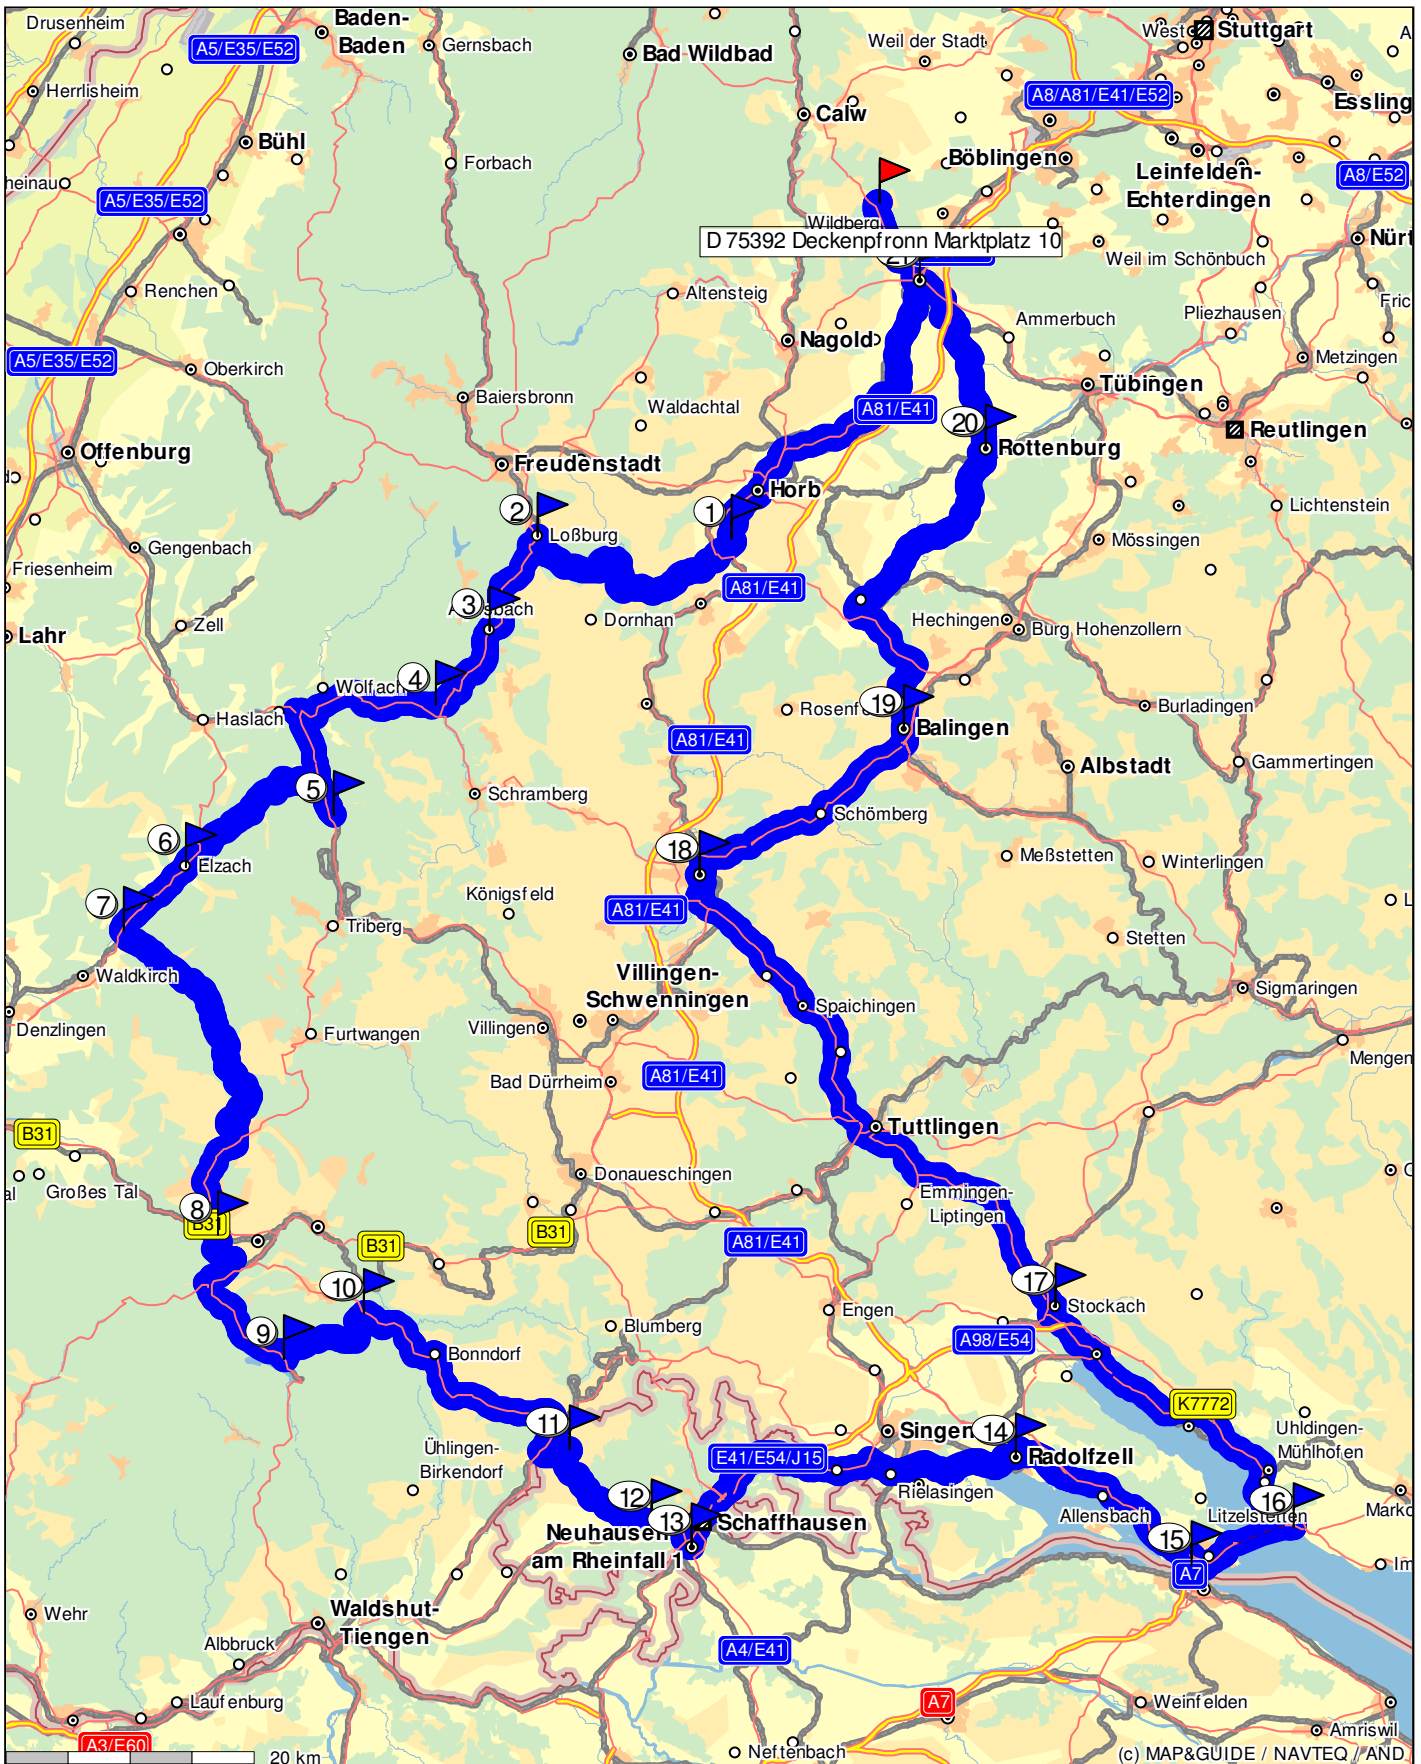 Drusenheim
Baden-
Baden
A5/E35/E52
Gernsbach
Bad Wildbad
Weil der Stadt
West
Stuttgart
A
Herrlisheim
Calw
A8/A81/E41/E52
Essling
Bühl
Forbach
Böblingen
Leinfelden-
Echterdingen
A8/E52
heinau
A5/E35/E52
Wildberg
D 75392 Deckenpfronn Marktplatz 10
21
Nürt
Weil im Schönbuch
Renchen
Altensteig
Fric
Pliezhausen
Ammerbuch
Nagold
A5/E35/E52
Oberkirch
Metzingen
Baiersbronn
Waldachtal
A81/E41
Tübingen
20
Offenburg
Freudenstadt
Rottenburg
Reutlingen
Horb
2
1
Lichtenstein
Loßburg
Gengenbach
Mössingen
Friesenheim
A81/E41
3
sbach
Dornhan
Hechingen
Burg Hohenzollern
Lahr
Zell
4
Wolfach
19
Haslach
Rosenf
Burladingen
Balingen
A81/E41
Albstadt
Gammertingen
5
Schramberg
Schömberg
6
18
Elzach
Meßstetten
Winterlingen
7
Königsfeld
A81/E41
L
Triberg
Stetten
Waldkirch
Villingen-
Schwenningen
Sigmaringen
Spaichingen
Denzlingen
Furtwangen
Villingen
Mengen
Bad Dürrheim
A81/E41
B31
Tuttlingen
al
Großes Tal
Donaueschingen
Emmingen-
Liptingen
8
B31
B31
B31
A81/E41
10
17
Stockach
Engen
9
Blumberg
A98/E54
Bonndorf
K7772
11
Singen
14
Uhldingen-
Mühlhofen
Ühlingen-
Birkendorf
E41/E54/J15
Radolfzell
12
Rielasingen
16
13
Schaffhausen
Allensbach
Litzelstetten
Markd
Neuhausen
am Rheinfall 1
15
A7
Im
Wehr
Waldshut-
Tiengen
Albbruck
A4/E41
Laufenburg
A7
Weinfelden
Amriswil
A3/E60
20 km
Neftenbach
(c) MAP&GUIDE / NAVTEQ / AND